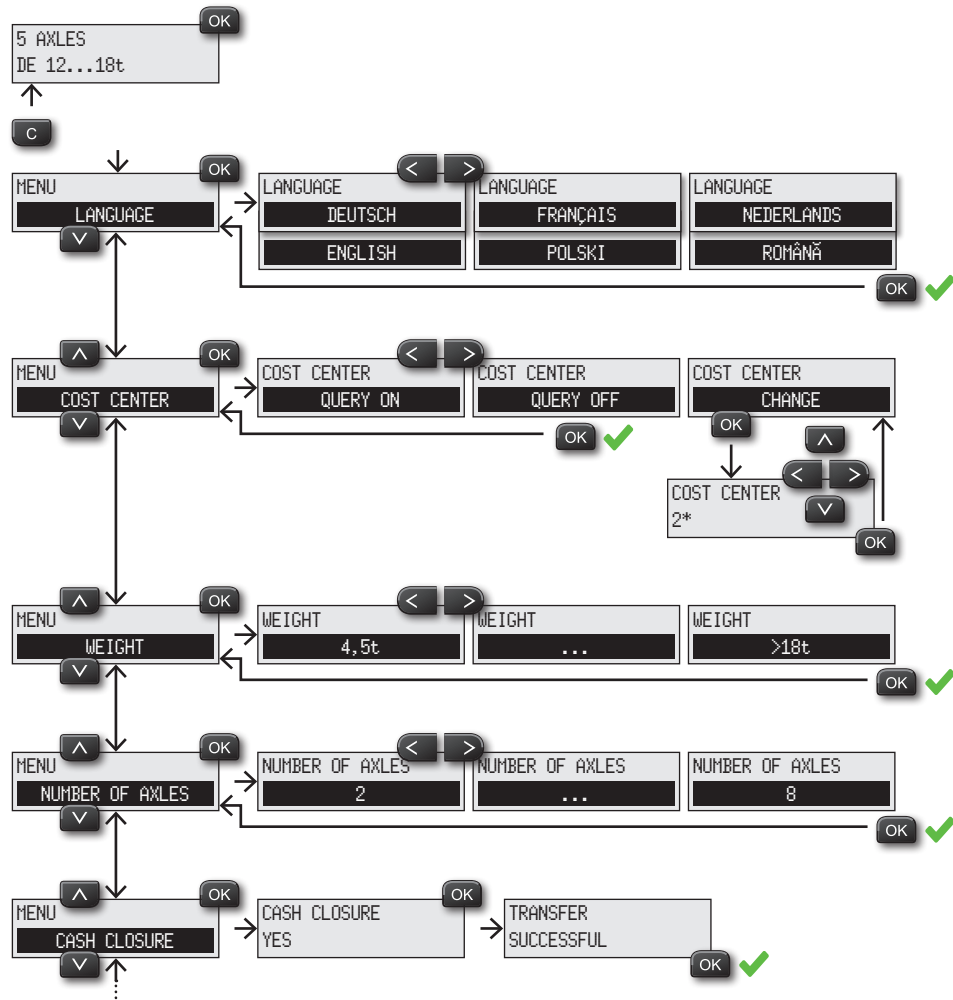 OK
5 AXLES
DE 12...18t
C
OK
MENU
LANGUAGE
LANGUAGE
DEUTSCH
ENGLISH
LANGUAGE
FRANÇAIS
POLSKI
LANGUAGE
NEDERLANDS
ROMÂNĂ
OK
OK
MENU
COST CENTER
COST CENTER
QUERY ON
COST CENTER
QUERY OFF
COST CENTER
CHANGE
OK
OK
COST CENTER
2*
OK
OK
MENU
WEIGHT
WEIGHT
4,5t
WEIGHT
...
WEIGHT
>18t
OK
OK
MENU
NUMBER OF AXLES
NUMBER OF AXLES
2
NUMBER OF AXLES
...
NUMBER OF AXLES
8
OK
OK
MENU
CASH CLOSURE
OK
CASH CLOSURE
YES
TRANSFER
SUCCESSFUL
OK